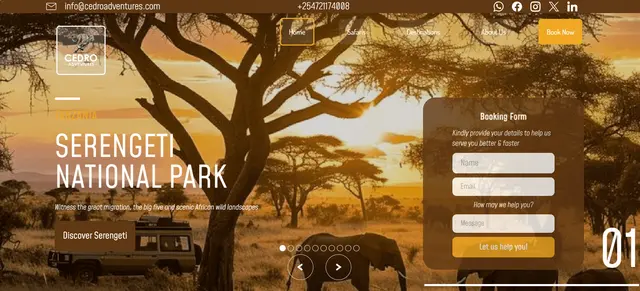 info@cedroadventures.com
+254721174008
CEDRO
ADVENTURES
Home
Safaris
Destinations
About Us
Book Now
SERENGETI
NATIONAL PARK
Witness the great migration, the big five and scenic African wild landscapes
Discover Serengeti
Booking Form
Kindly provide your details to help us
serve you better & faster
Name
Email
How may we help you?
Message
Let us help you!
01